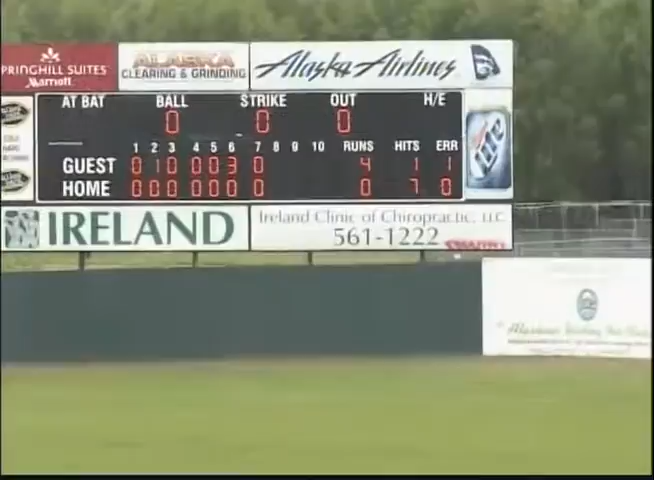 SPRINGHILL SUITES
Marriott
ALASKA
CLEARING & GRINDING
Alaska Airlines
AT BAT BALL STRIKE OUT H/E
0 0 0
1 2 3 4 5 6 7 8 9 10 RUNS HITS ERR
GUEST 0 1 0 0 0 3 0 4 1 1
HOME 0 0 0 0 0 0 0 0 7 0
Lite
IRELAND
Ireland Clinic of Chiropractic, LLC
561-1222